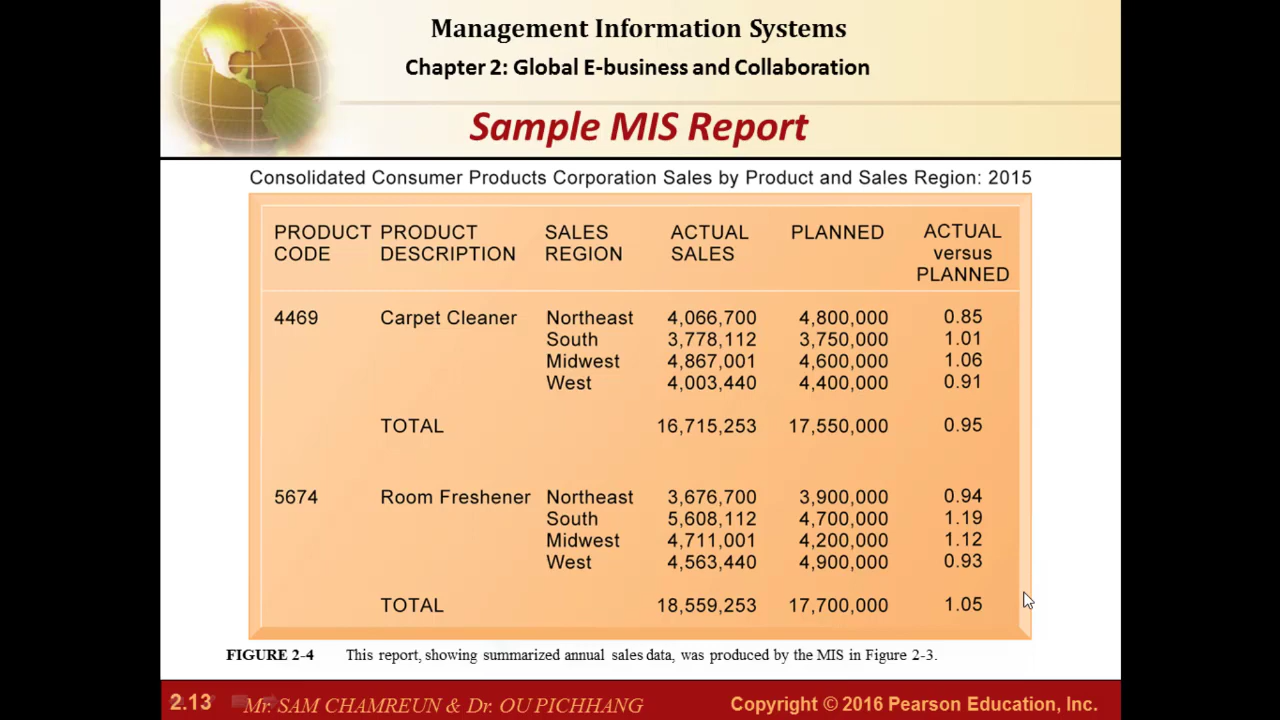 Management Information Systems
Chapter 2: Global E-business and Collaboration
Sample MIS Report
Consolidated Consumer Products Corporation Sales by Product and Sales Region: 2015
PRODUCT CODE PRODUCT DESCRIPTION SALES REGION ACTUAL SALES PLANNED ACTUAL versus PLANNED
4469 Carpet Cleaner Northeast 4,066,700 4,800,000 0.85
South 3,778,112 3,750,000 1.01
Midwest 4,867,001 4,600,000 1.06
West 4,003,440 4,400,000 0.91
TOTAL 16,715,253 17,550,000 0.95
5674 Room Freshener Northeast 3,676,700 3,900,000 0.94
South 5,608,112 4,700,000 1.19
Midwest 4,711,001 4,200,000 1.12
West 4,563,440 4,900,000 0.93
TOTAL 18,559,253 17,700,000 1.05
FIGURE 2-4 This report, showing summarized annual sales data, was produced by the MIS in Figure 2-3.
2.13 Mr. SAM CHAMREUN & Dr. OU PICHHANG Copyright © 2016 Pearson Education, Inc.